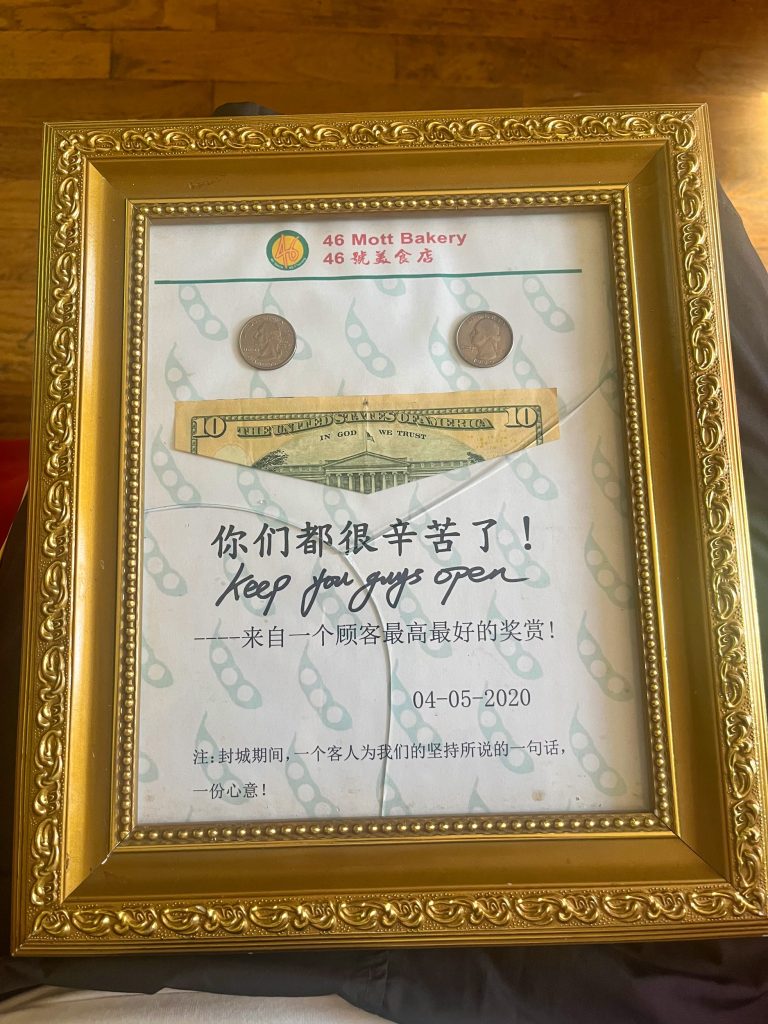 46 Mott Bakery
46 號美食店
10 THE UNITED STATES OF AMERICA 10
IN GOD WE TRUST
你们都很辛苦了！
Keep you guys open
----来自一个顾客最高最好的奖赏！
04-05-2020
注：封城期间，一个客人为我们的坚持所说的一句话，
一份心意！